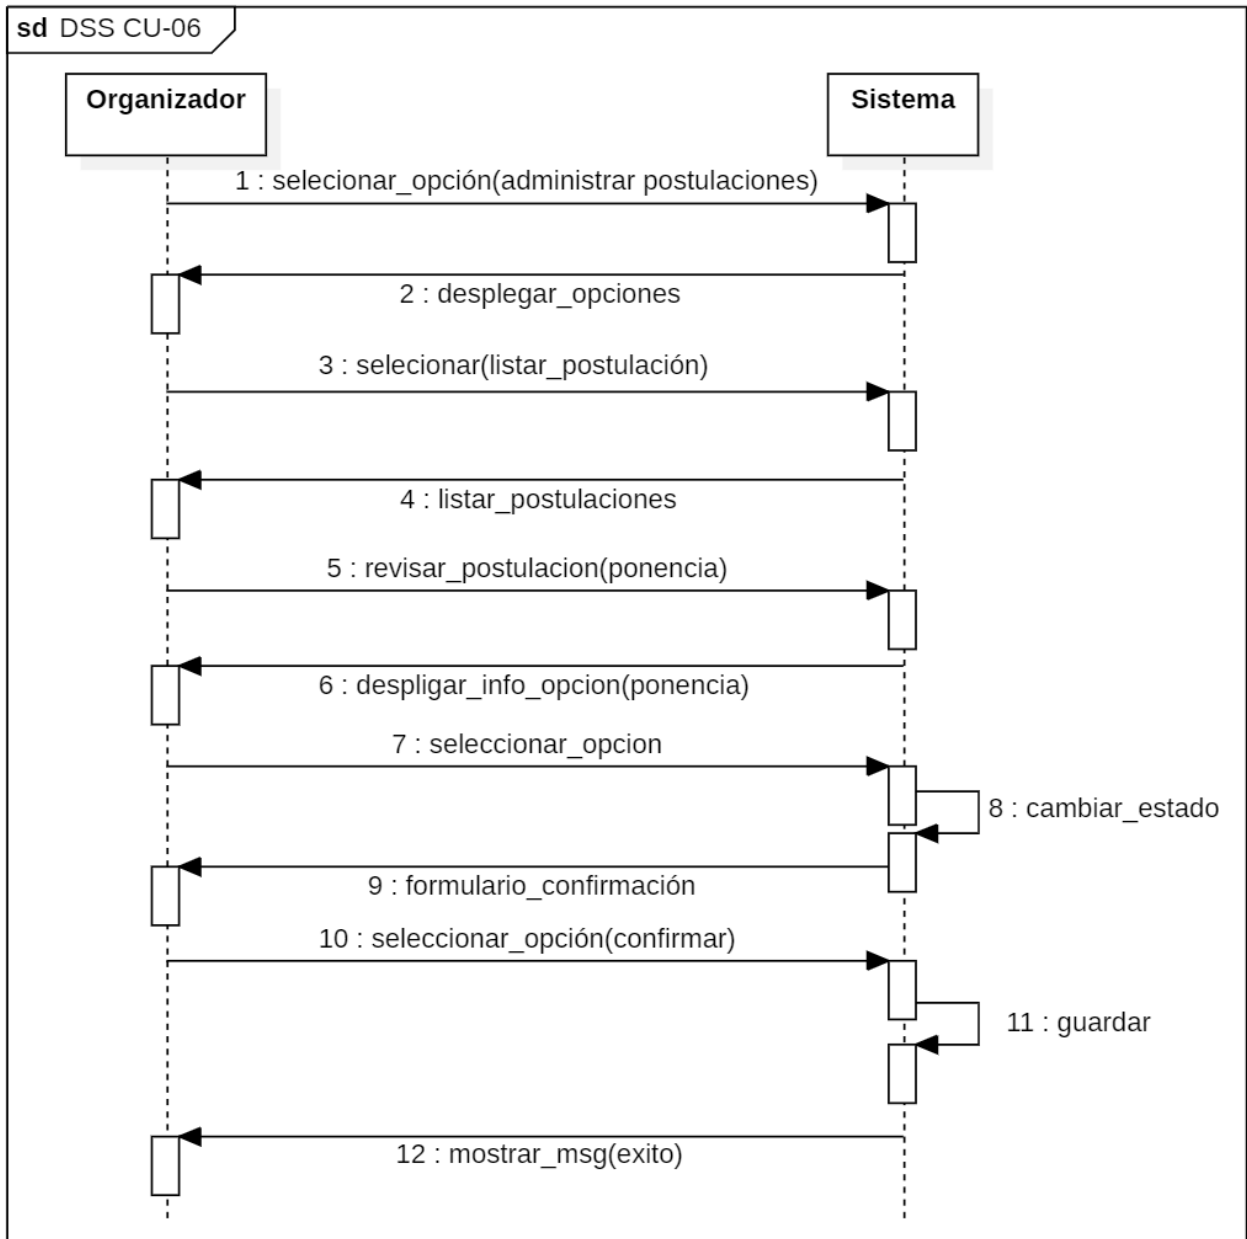 sd DSS CU-06
Organizador
Sistema
1 : selecionar_opción(administrar postulaciones)
2 : desplegar_opciones
3 : selecionar(listar_postulación)
4 : listar_postulaciones
5 : revisar_postulacion(ponencia)
6 : despligar_info_opcion(ponencia)
7 : seleccionar_opcion
8 : cambiar_estado
9 : formulario_confirmación
10 : seleccionar_opción(confirmar)
11 : guardar
12 : mostrar_msg(exito)